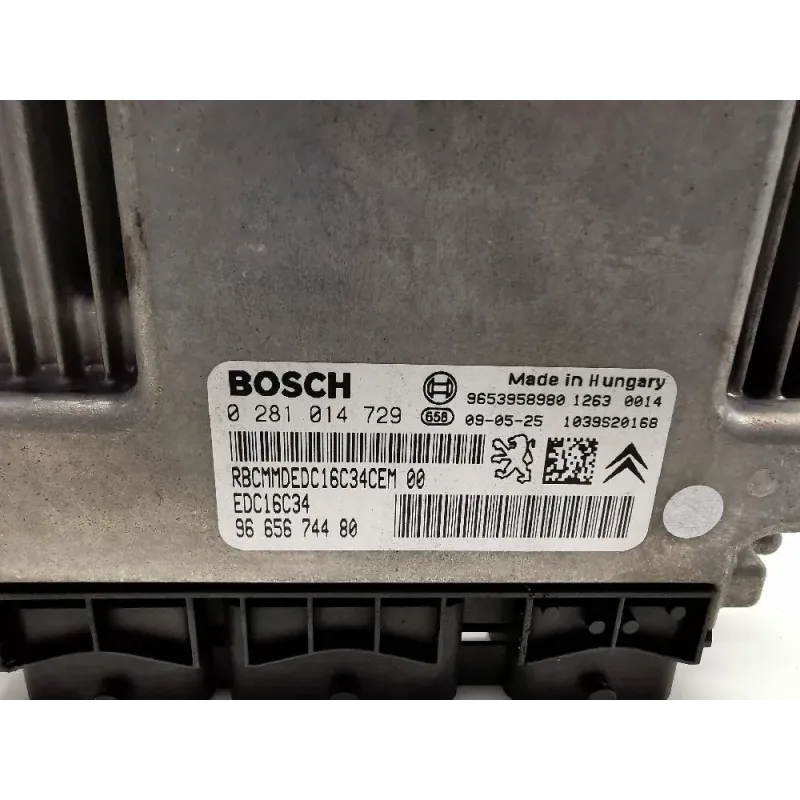 BOSCH
Made in Hungary
9653958980 1263 0014
0 281 014 729
658 09-05-25 1039S20168
RBCMMDEDC16C34CEM 00
EDC16C34
96 656 744 80